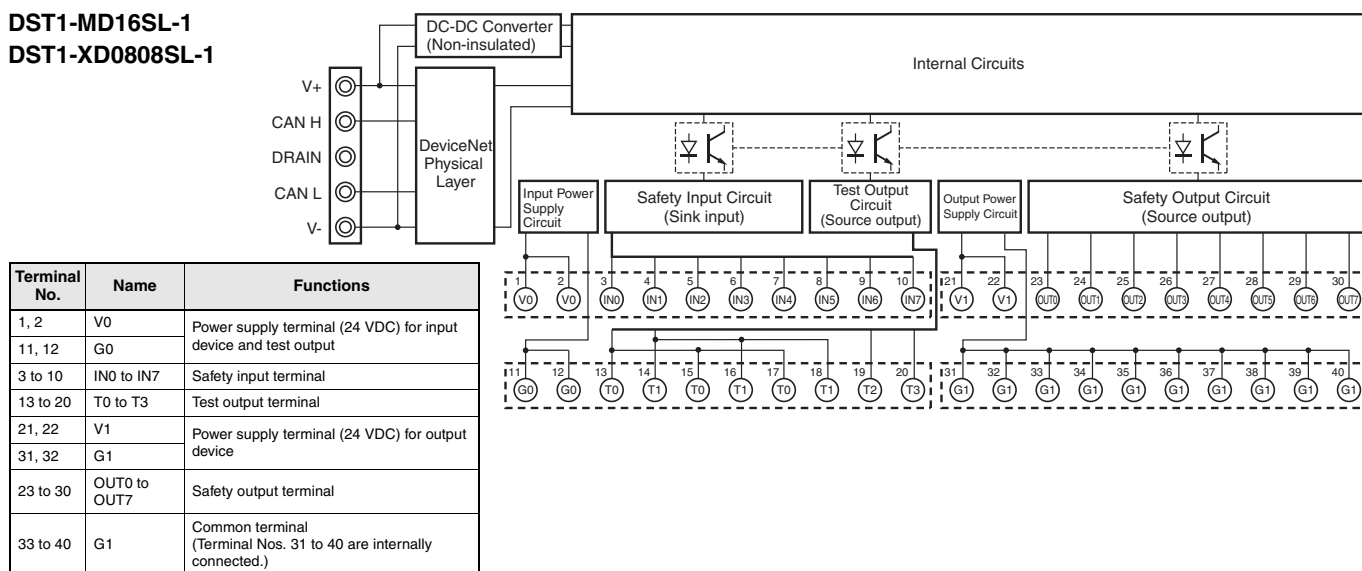 DST1-MD16SL-1
DST1-XD0808SL-1
DC-DC Converter
(Non-insulated)
Internal Circuits
V+
CAN H
DRAIN
CAN L
V-
DeviceNet
Physical
Layer
Input Power
Supply
Circuit
Safety Input Circuit
(Sink input)
Test Output
Circuit
(Source output)
Output Power
Supply Circuit
Safety Output Circuit
(Source output)
1 2 3 4 5 6 7 8 9 10
V0 V0 IN0 IN1 IN2 IN3 IN4 IN5 IN6 IN7
21 22 23 24 25 26 27 28 29 30
V1 V1 OUT0 OUT1 OUT2 OUT3 OUT4 OUT5 OUT6 OUT7
11 12 13 14 15 16 17 18 19 20
G0 G0 T0 T1 T0 T1 T0 T1 T2 T3
31 32 33 34 35 36 37 38 39 40
G1 G1 G1 G1 G1 G1 G1 G1 G1 G1
Terminal No. Name Functions
1, 2 V0 Power supply terminal (24 VDC) for input
11, 12 G0 device and test output
3 to 10 IN0 to IN7 Safety input terminal
13 to 20 T0 to T3 Test output terminal
21, 22 V1 Power supply terminal (24 VDC) for output
31, 32 G1 device
23 to 30 OUT0 to OUT7 Safety output terminal
33 to 40 G1 Common terminal
(Terminal Nos. 31 to 40 are internally
connected.)